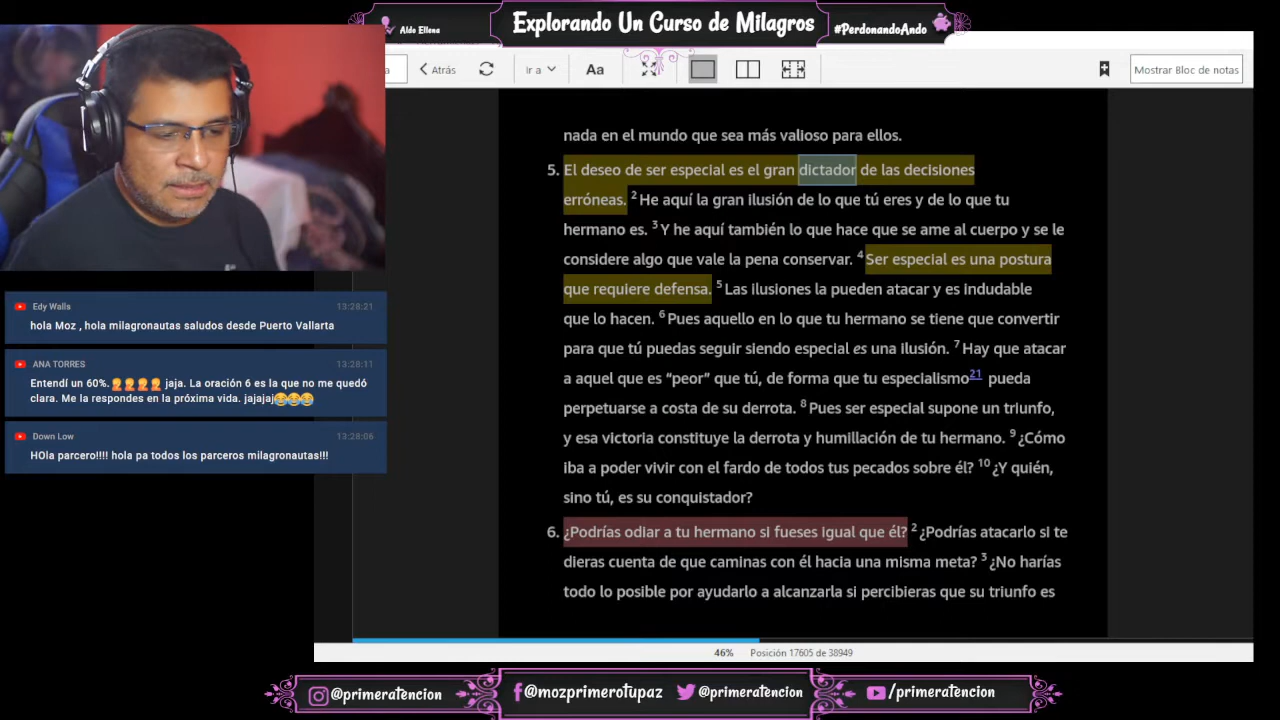 Aldo Ellena
Explorando Un Curso de Milagros
#PerdonandoAndo
a
Atrás
Ir a
Aa
Mostrar Bloc de notas
nada en el mundo que sea más valioso para ellos.
5. El deseo de ser especial es el gran dictador de las decisiones
erróneas. 2 He aquí la gran ilusión de lo que tú eres y de lo que tu
hermano es. 3 Y he aquí también lo que hace que se ame al cuerpo y se le
considere algo que vale la pena conservar. 4 Ser especial es una postura
que requiere defensa. 5 Las ilusiones la pueden atacar y es indudable
que lo hacen. 6 Pues aquello en lo que tu hermano se tiene que convertir
para que tú puedas seguir siendo especial es una ilusión. 7 Hay que atacar
a aquel que es “peor” que tú, de forma que tu especialismo21 pueda
perpetuarse a costa de su derrota. 8 Pues ser especial supone un triunfo,
y esa victoria constituye la derrota y humillación de tu hermano. 9 ¿Cómo
iba a poder vivir con el fardo de todos tus pecados sobre él? 10 ¿Y quién,
sino tú, es su conquistador?
6. ¿Podrías odiar a tu hermano si fueses igual que él? 2 ¿Podrías atacarlo si te
dieras cuenta de que caminas con él hacia una misma meta? 3 ¿No harías
todo lo posible por ayudarlo a alcanzarla si percibieras que su triunfo es
46% Posición 17605 de 38949
Edy Walls 13:28:21
hola Moz , hola milagronautas saludos desde Puerto Vallarta
ANA TORRES 13:28:11
Entendí un 60%. 🤦🤦🤦🤦 jaja. La oración 6 es la que no me quedó
clara. Me la respondes en la próxima vida. jajajaj😂😂😂
Down Low 13:28:06
HOla parcero!!!! hola pa todos los parceros milagronautas!!!
@primeratencion
@mozprimerotupaz
@primeratencion
/primeratencion